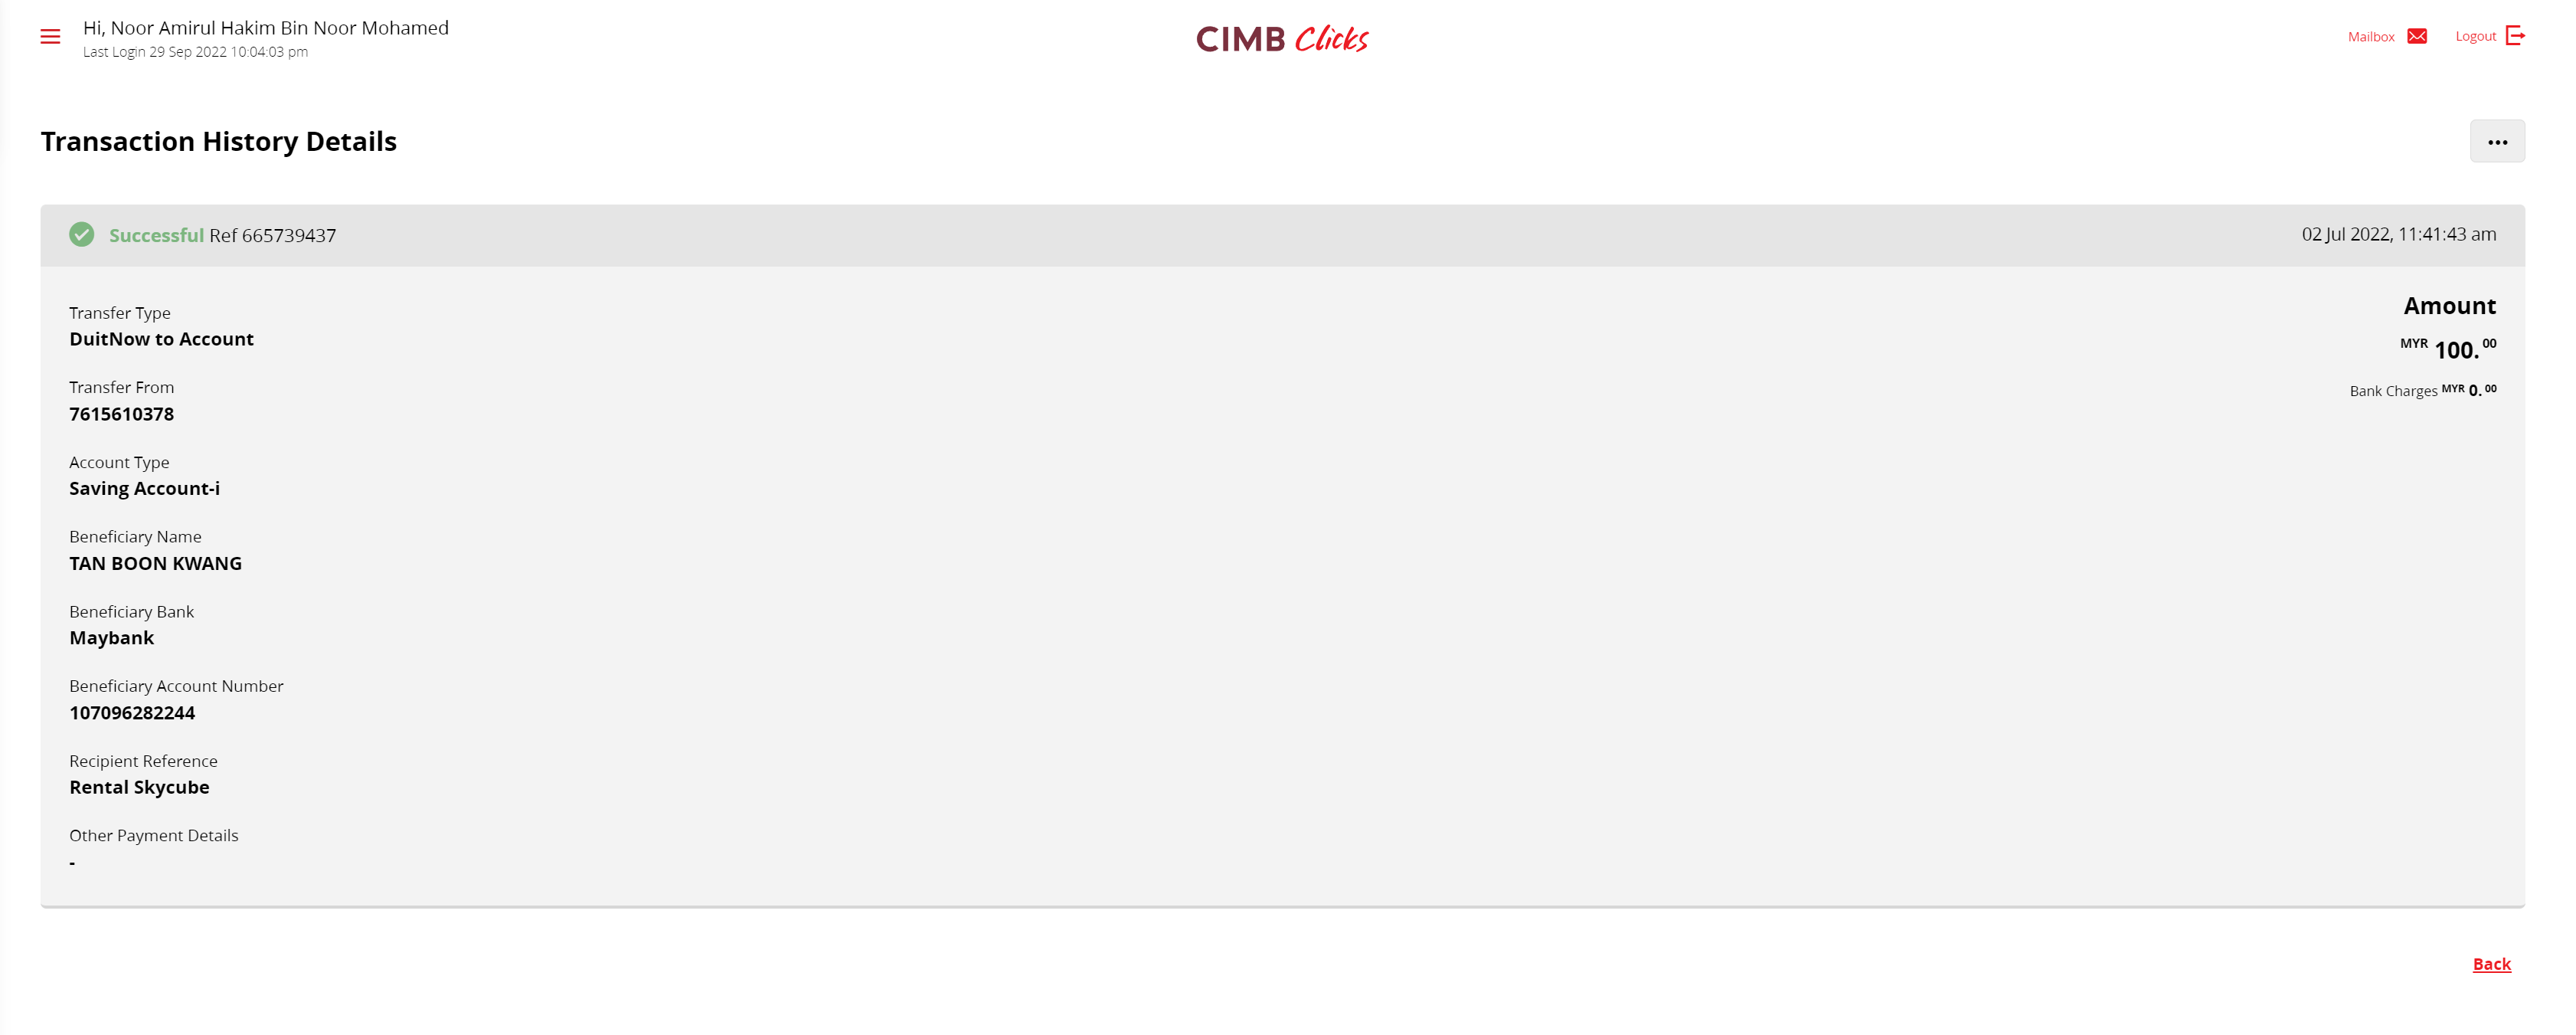 Hi, Noor Amirul Hakim Bin Noor Mohamed
Last Login 29 Sep 2022 10:04:03 pm
CIMB Clicks
Mailbox
Logout
Transaction History Details
Successful Ref 665739437
02 Jul 2022, 11:41:43 am
Transfer Type
DuitNow to Account
Transfer From
7615610378
Account Type
Saving Account-i
Beneficiary Name
TAN BOON KWANG
Beneficiary Bank
Maybank
Beneficiary Account Number
107096282244
Recipient Reference
Rental Skycube
Other Payment Details
-
Amount
MYR 100.00
Bank Charges MYR 0.00
Back